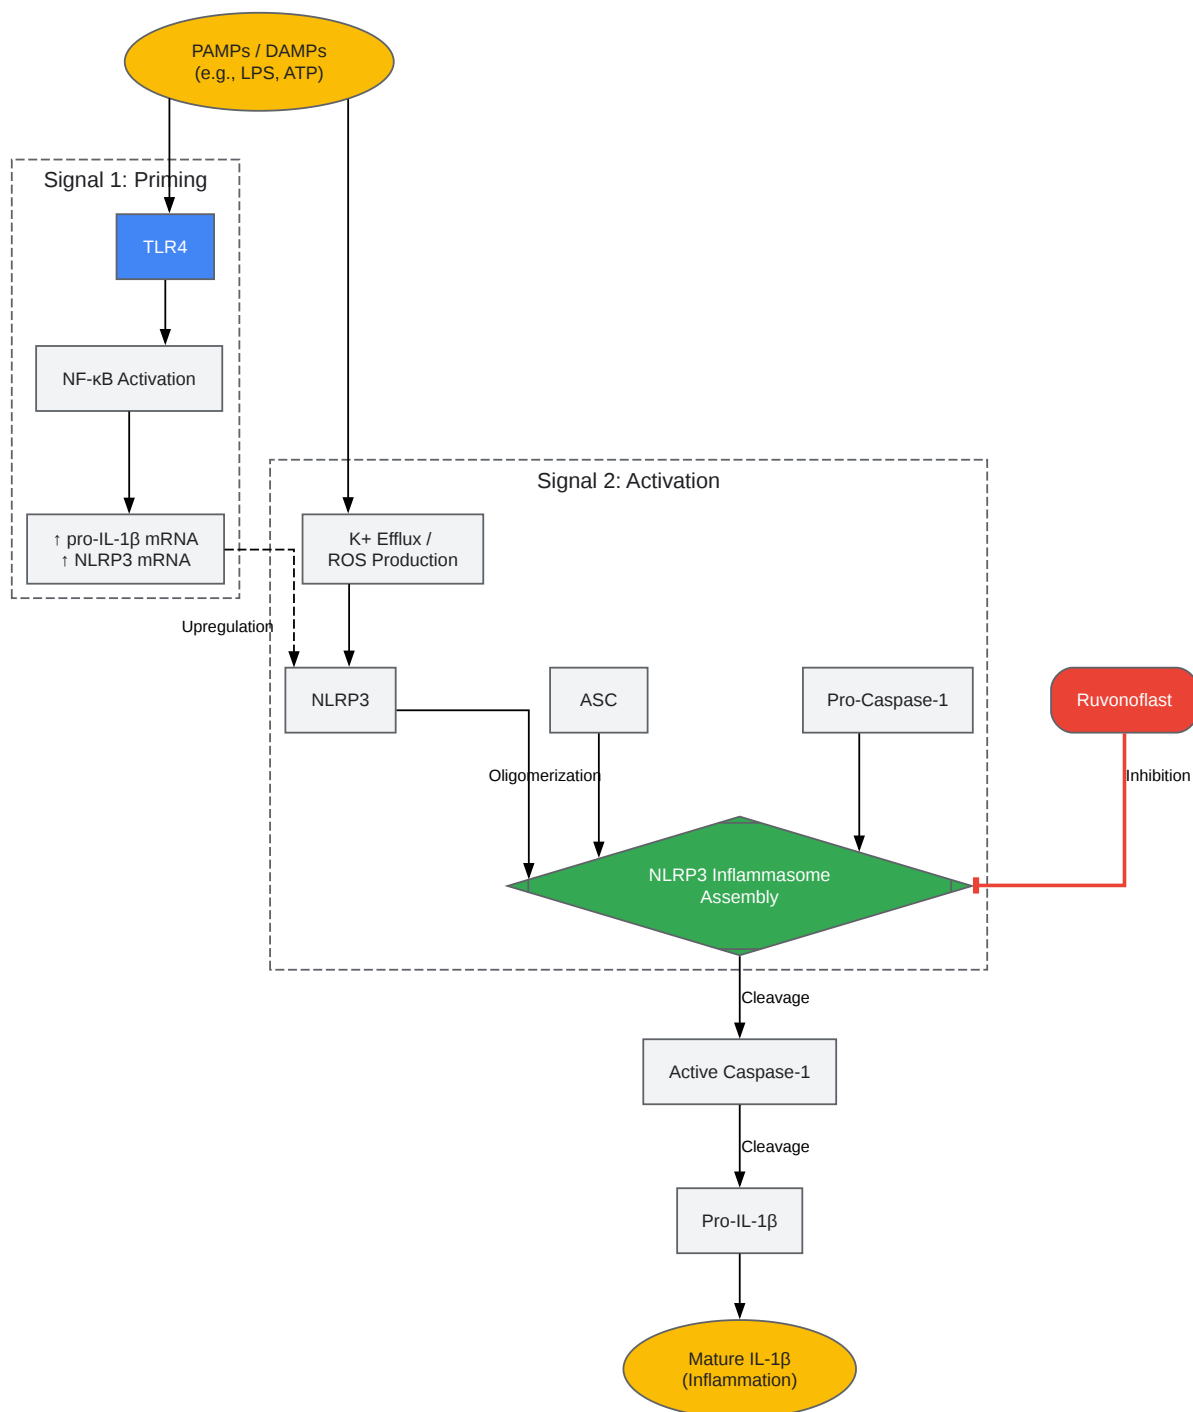 PAMPs / DAMPs
(e.g., LPS, ATP)
Signal 1: Priming
TLR4
NF-κB Activation
Signal 2: Activation
↑ pro-IL-1β mRNA
↑ NLRP3 mRNA
K+ Efflux /
ROS Production
Upregulation
NLRP3
ASC
Pro-Caspase-1
Ruvonoflast
Oligomerization
Inhibition
NLRP3 Inflammasome
Assembly
Cleavage
Active Caspase-1
Cleavage
Pro-IL-1β
Mature IL-1β
(Inflammation)